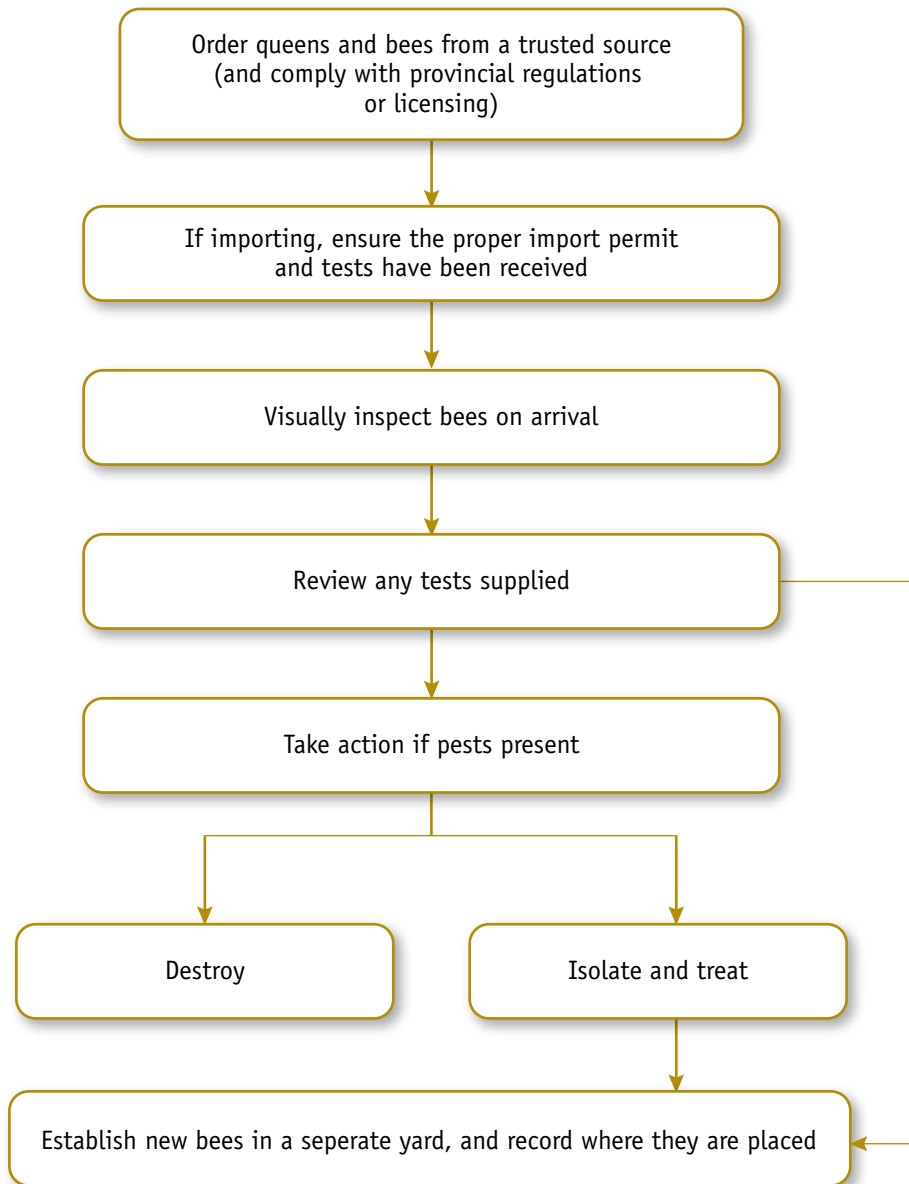 Order queens and bees from a trusted source
(and comply with provincial regulations
or licensing)
If importing, ensure the proper import permit
and tests have been received
Visually inspect bees on arrival
Review any tests supplied
Take action if pests present
Destroy
Isolate and treat
Establish new bees in a seperate yard, and record where they are placed